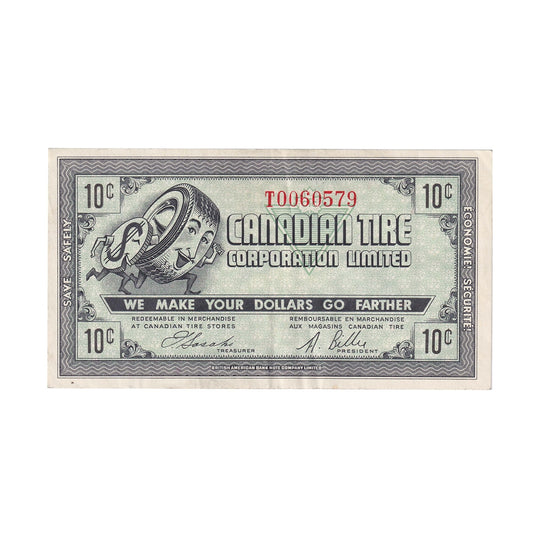 10¢
T0060579
10¢
CANADIAN TIRE
CORPORATION LIMITED
$
SAVE SAFELY
ÉCONOMIE SÉCURITÉ
WE MAKE YOUR DOLLARS GO FARTHER
10¢
REDEEMABLE IN MERCHANDISE
AT CANADIAN TIRE STORES
REMBOURSABLE EN MARCHANDISE
AUX MAGASINS CANADIAN TIRE
10¢
TREASURER
A. Billes
PRESIDENT
BRITISH AMERICAN BANK NOTE COMPANY LIMITED